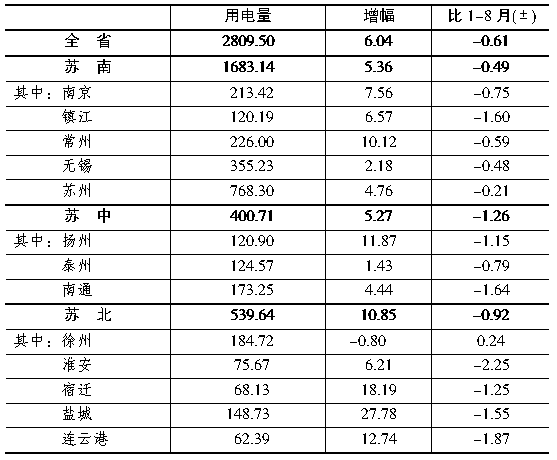 用电量 增幅 比1-8月(±)
全 省 2809.50 6.04 -0.61
苏 南 1683.14 5.36 -0.49
其中：南京 213.42 7.56 -0.75
镇江 120.19 6.57 -1.60
常州 226.00 10.12 -0.59
无锡 355.23 2.18 -0.48
苏州 768.30 4.76 -0.21
苏 中 400.71 5.27 -1.26
其中：扬州 120.90 11.87 -1.15
泰州 124.57 1.43 -0.79
南通 173.25 4.44 -1.64
苏 北 539.64 10.85 -0.92
其中：徐州 184.72 -0.80 0.24
淮安 75.67 6.21 -2.25
宿迁 68.13 18.19 -1.25
盐城 148.73 27.78 -1.55
连云港 62.39 12.74 -1.87